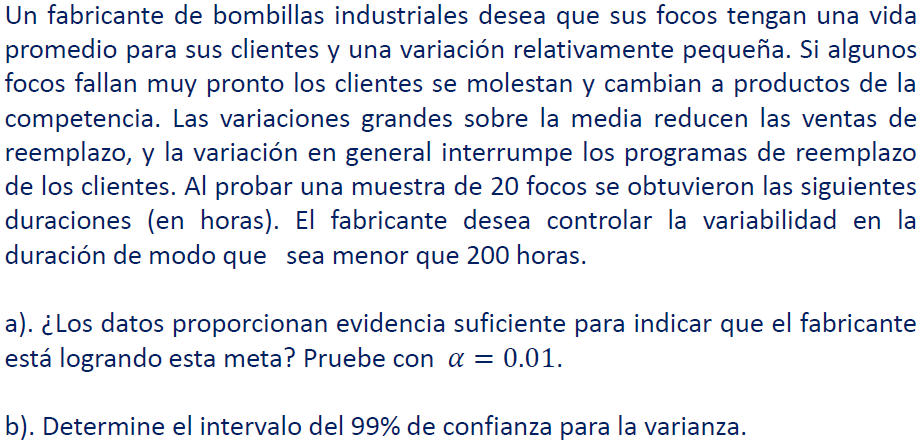 Un fabricante de bombillas industriales desea que sus focos tengan una vida
promedio para sus clientes y una variación relativamente pequeña. Si algunos
focos fallan muy pronto los clientes se molestan y cambian a productos de la
competencia. Las variaciones grandes sobre la media reducen las ventas de
reemplazo, y la variación en general interrumpe los programas de reemplazo
de los clientes. Al probar una muestra de 20 focos se obtuvieron las siguientes
duraciones (en horas). El fabricante desea controlar la variabilidad en la
duración de modo que sea menor que 200 horas.
a). ¿Los datos proporcionan evidencia suficiente para indicar que el fabricante
está logrando esta meta? Pruebe con α = 0.01.
b). Determine el intervalo del 99% de confianza para la varianza.